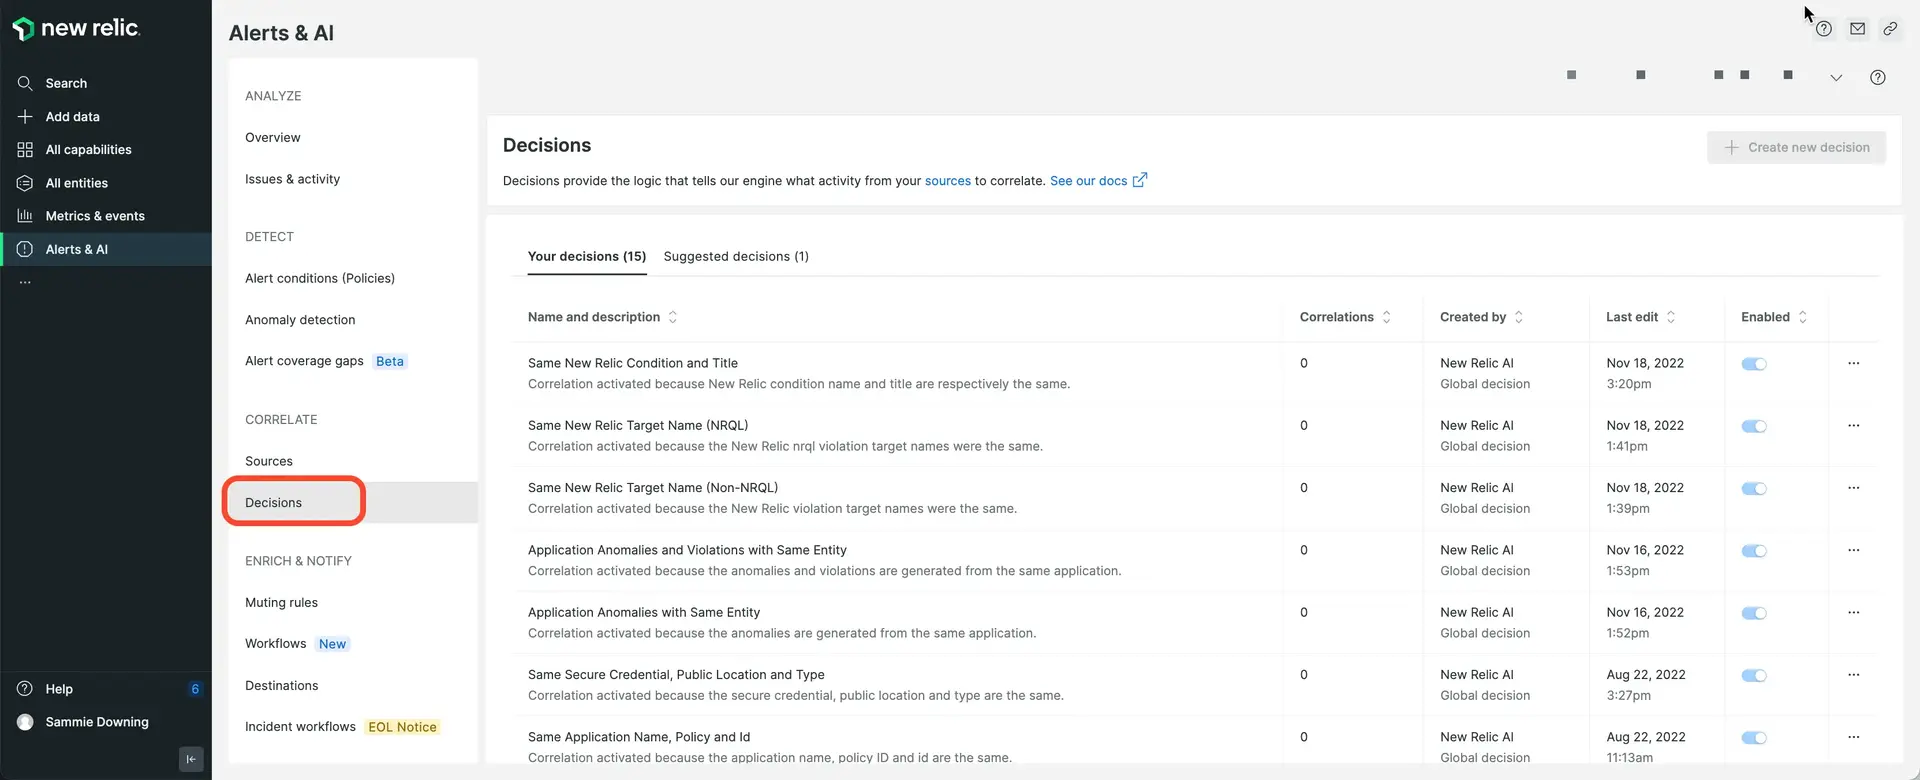 new relic.
Search
Add data
All capabilities
All entities
Metrics & events
Alerts & AI
...
Help 6
Sammie Downing
Alerts & AI
ANALYZE
Overview
Issues & activity
DETECT
Alert conditions (Policies)
Anomaly detection
Alert coverage gaps Beta
CORRELATE
Sources
Decisions
ENRICH & NOTIFY
Muting rules
Workflows New
Destinations
Incident workflows EOL Notice
Decisions
Create new decision
Decisions provide the logic that tells our engine what activity from your sources to correlate. See our docs
Your decisions (15) Suggested decisions (1)
Name and description Correlations Created by Last edit Enabled
Same New Relic Condition and Title 0 New Relic AI Nov 18, 2022 ...
Correlation activated because New Relic condition name and title are respectively the same. Global decision 3:20pm
Same New Relic Target Name (NRQL) 0 New Relic AI Nov 18, 2022 ...
Correlation activated because the New Relic nrql violation target names were the same. Global decision 1:41pm
Same New Relic Target Name (Non-NRQL) 0 New Relic AI Nov 18, 2022 ...
Correlation activated because the New Relic violation target names were the same. Global decision 1:39pm
Application Anomalies and Violations with Same Entity 0 New Relic AI Nov 16, 2022 ...
Correlation activated because the anomalies and violations are generated from the same application. Global decision 1:53pm
Application Anomalies with Same Entity 0 New Relic AI Nov 16, 2022 ...
Correlation activated because the anomalies are generated from the same application. Global decision 1:52pm
Same Secure Credential, Public Location and Type 0 New Relic AI Aug 22, 2022 ...
Correlation activated because the secure credential, public location and type are the same. Global decision 3:27pm
Same Application Name, Policy and Id 0 New Relic AI Aug 22, 2022 ...
Correlation activated because the application name, policy ID and id are the same. Global decision 11:13am